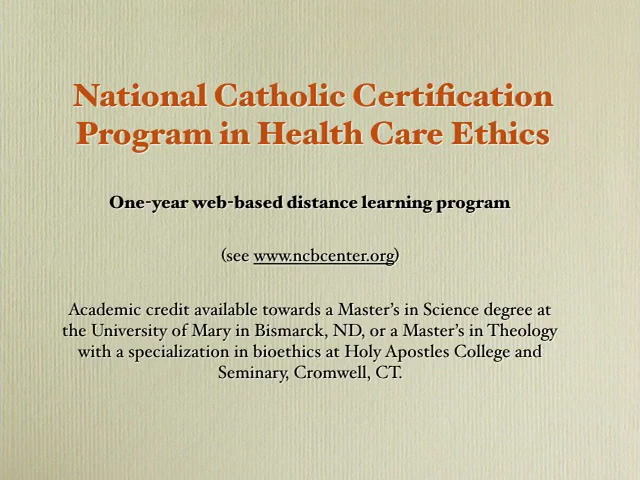 National Catholic Certification
Program in Health Care Ethics
One-year web-based distance learning program
(see www.ncbcenter.org)
Academic credit available towards a Master's in Science degree at
the University of Mary in Bismarck, ND, or a Master's in Theology
with a specialization in bioethics at Holy Apostles College and
Seminary, Cromwell, CT.